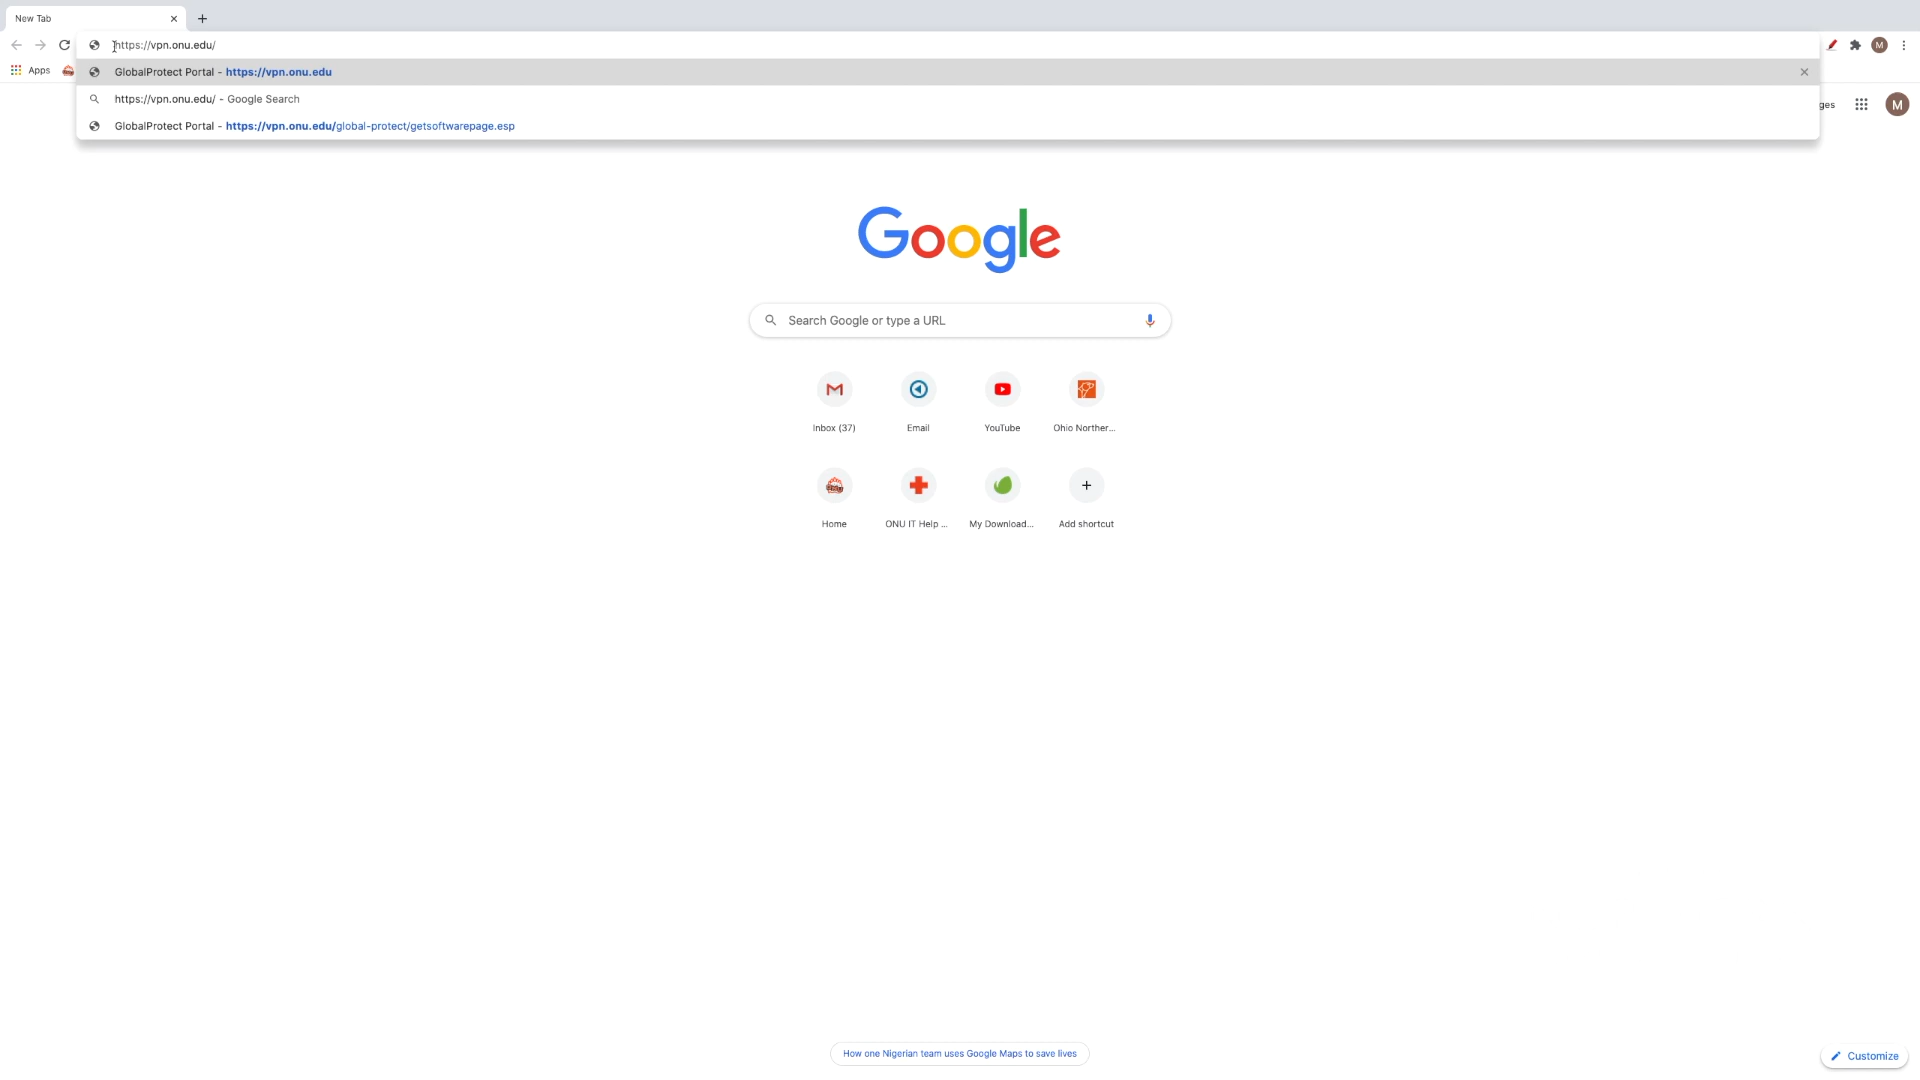 New Tab
https://vpn.onu.edu/
GlobalProtect Portal - https://vpn.onu.edu
Apps
https://vpn.onu.edu/ - Google Search
ges
M
GlobalProtect Portal - https://vpn.onu.edu/global-protect/getsoftwarepage.esp
Google
Search Google or type a URL
Inbox (37)
Email
YouTube
Ohio Norther...
Home
ONU IT Help ...
My Download...
Add shortcut
How one Nigerian team uses Google Maps to save lives
Customize